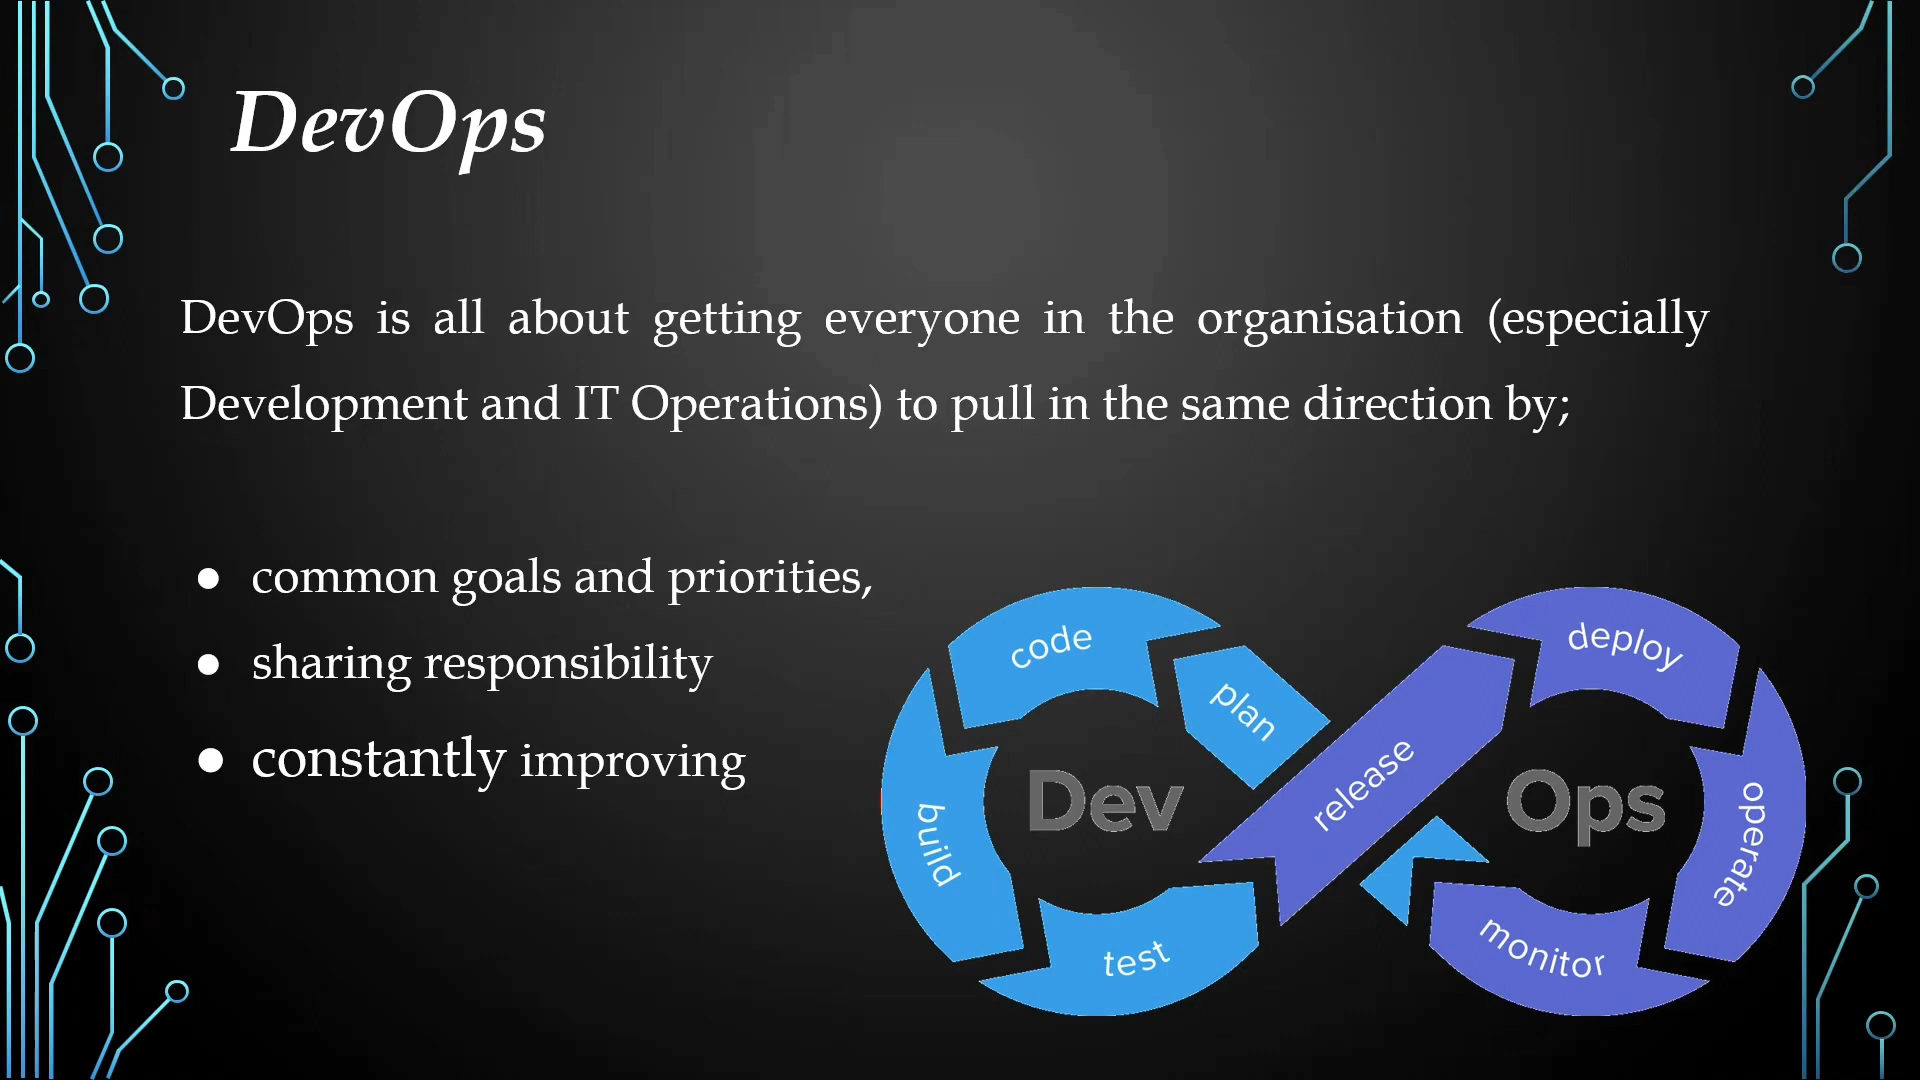 DevOps
DevOps is all about getting everyone in the organisation (especially
Development and IT Operations) to pull in the same direction by;
● common goals and priorities,
● sharing responsibility
● constantly improving
code
plan
build
test
Dev
release
deploy
Ops
operate
monitor